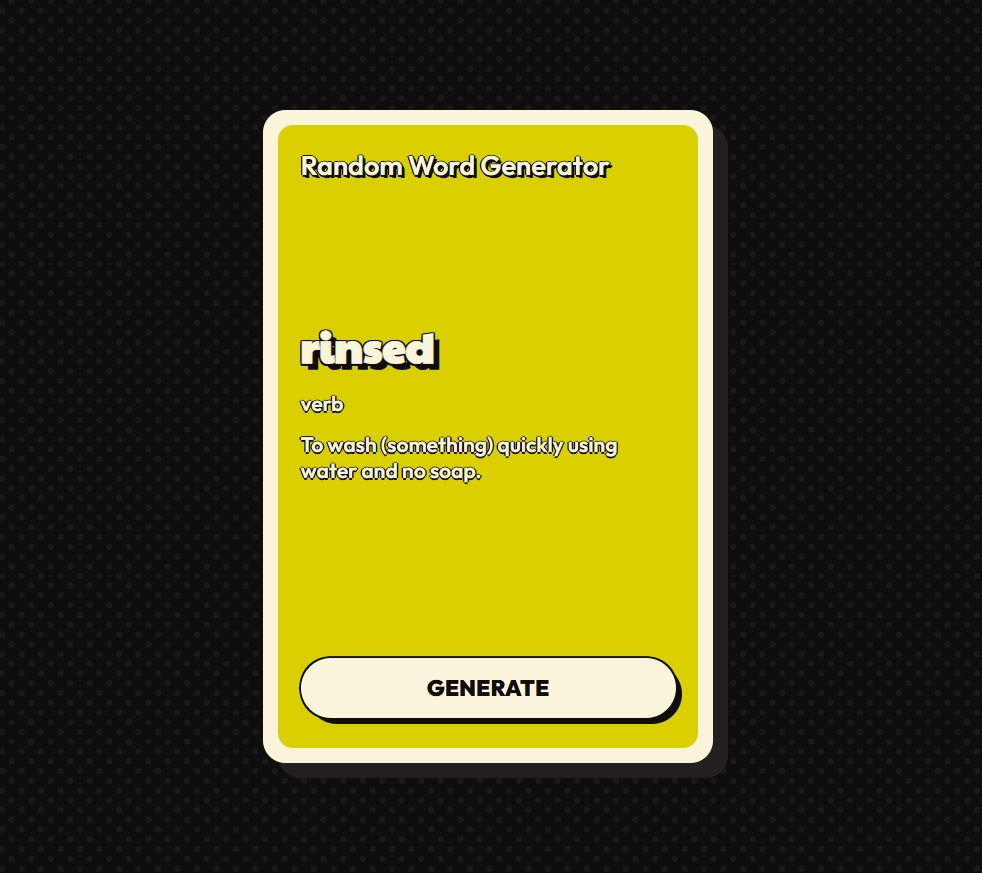 Random Word Generator
rinsed
verb
To wash (something) quickly using
water and no soap.
GENERATE